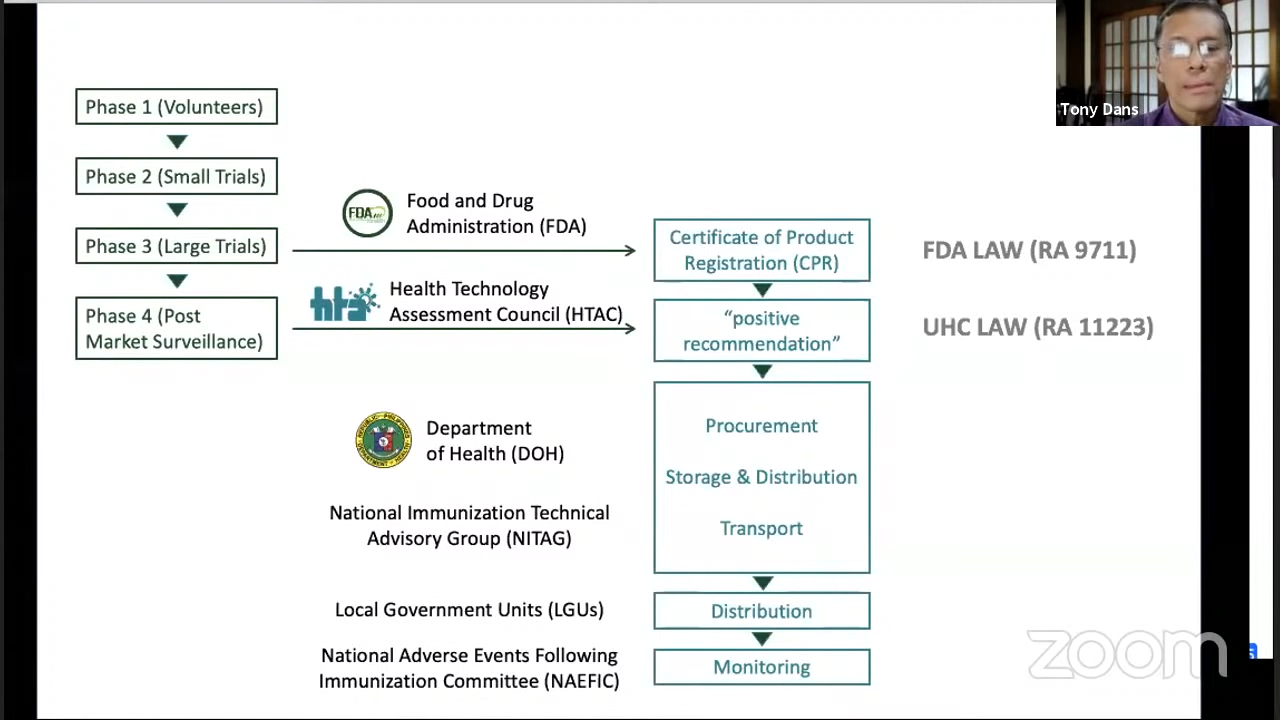 Tony Dans
Phase 1 (Volunteers)
Phase 2 (Small Trials)
Phase 3 (Large Trials)
Phase 4 (Post
Market Surveillance)
FDA
Food and Drug
Administration (FDA)
hta
Health Technology
Assessment Council (HTAC)
Department
of Health (DOH)
National Immunization Technical
Advisory Group (NITAG)
Local Government Units (LGUs)
National Adverse Events Following
Immunization Committee (NAEFIC)
Certificate of Product
Registration (CPR)
“positive
recommendation”
Procurement
Storage & Distribution
Transport
Distribution
Monitoring
FDA LAW (RA 9711)
UHC LAW (RA 11223)
zoom